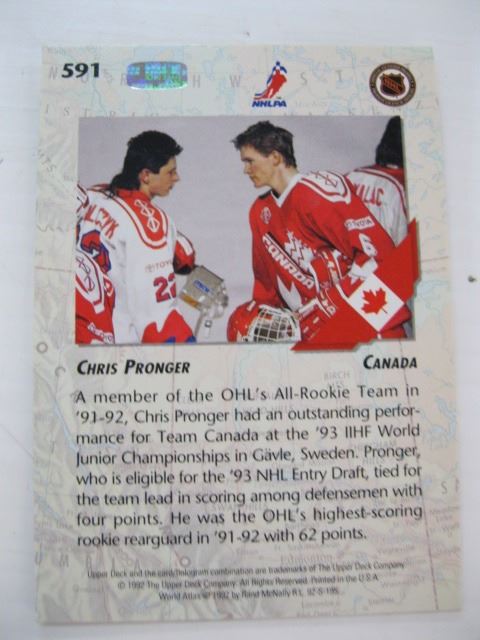 591
NHLPA
TOYOTA
22
CANADA
CHRIS PRONGER
CANADA
A member of the OHL's All-Rookie Team in
'91-92, Chris Pronger had an outstanding perfor-
mance for Team Canada at the '93 IIHF World
Junior Championships in Gävle, Sweden. Pronger,
who is eligible for the '93 NHL Entry Draft, tied for
the team lead in scoring among defensemen with
four points. He was the OHL's highest-scoring
rookie rearguard in '91-92 with 62 points.
Upper Deck and the card/hologram combination are trademarks of The Upper Deck Company.
© 1992 The Upper Deck Company. All Rights Reserved. Printed in the U.S.A.
World Atlas © 1992 by Rand McNally R.L. 92-S-185